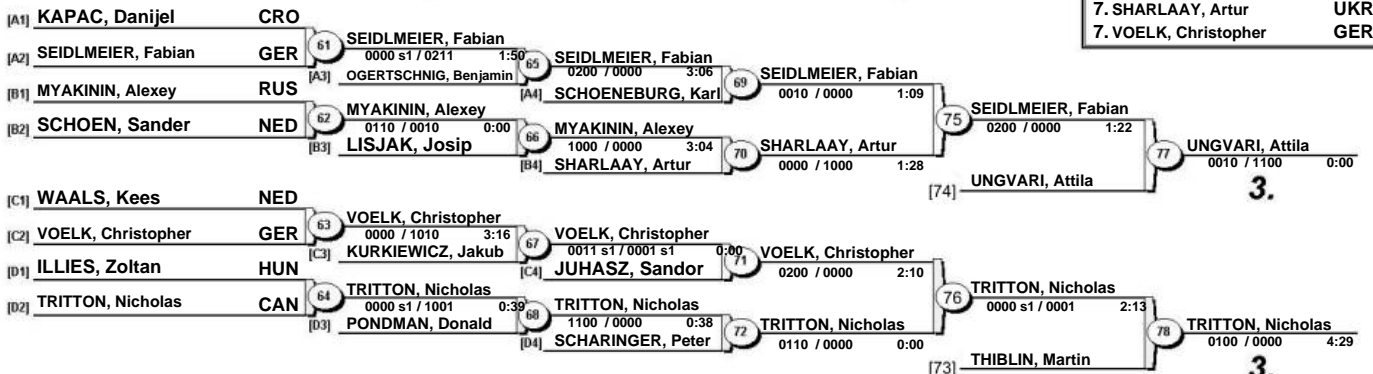 7. SHARLAAY, Artur UKR
7. VOELK, Christopher GER
[A1] KAPAC, Danijel CRO
[A2] SEIDLMEIER, Fabian GER
61
SEIDLMEIER, Fabian
0000 s1 / 0211 1:50
[A3] OGERTSCHNIG, Benjamin
65
SEIDLMEIER, Fabian
0200 / 0000 3:06
[A4] SCHOENEBURG, Karl
69
SEIDLMEIER, Fabian
0010 / 0000 1:09
[B1] MYAKININ, Alexey RUS
[B2] SCHOEN, Sander NED
62
MYAKININ, Alexey
0110 / 0010 0:00
[B3] LISJAK, Josip
66
MYAKININ, Alexey
1000 / 0000 3:04
[B4] SHARLAAY, Artur
70
SHARLAAY, Artur
0000 / 1000 1:28
75
SEIDLMEIER, Fabian
0200 / 0000 1:22
[74] UNGVARI, Attila
77
UNGVARI, Attila
0010 / 1100 0:00
3.
[C1] WAALS, Kees NED
[C2] VOELK, Christopher GER
63
VOELK, Christopher
0000 / 1010 3:16
[C3] KURKIEWICZ, Jakub
67
VOELK, Christopher
0011 s1 / 0001 s1 0:00
[C4] JUHASZ, Sandor
71
VOELK, Christopher
0200 / 0000 2:10
[D1] ILLIES, Zoltan HUN
[D2] TRITTON, Nicholas CAN
64
TRITTON, Nicholas
0000 s1 / 1001 0:39
[D3] PONDMAN, Donald
68
TRITTON, Nicholas
1100 / 0000 0:38
[D4] SCHARINGER, Peter
72
TRITTON, Nicholas
0110 / 0000 0:00
76
TRITTON, Nicholas
0000 s1 / 0001 2:13
[73] THIBLIN, Martin
78
TRITTON, Nicholas
0100 / 0000 4:29
3.